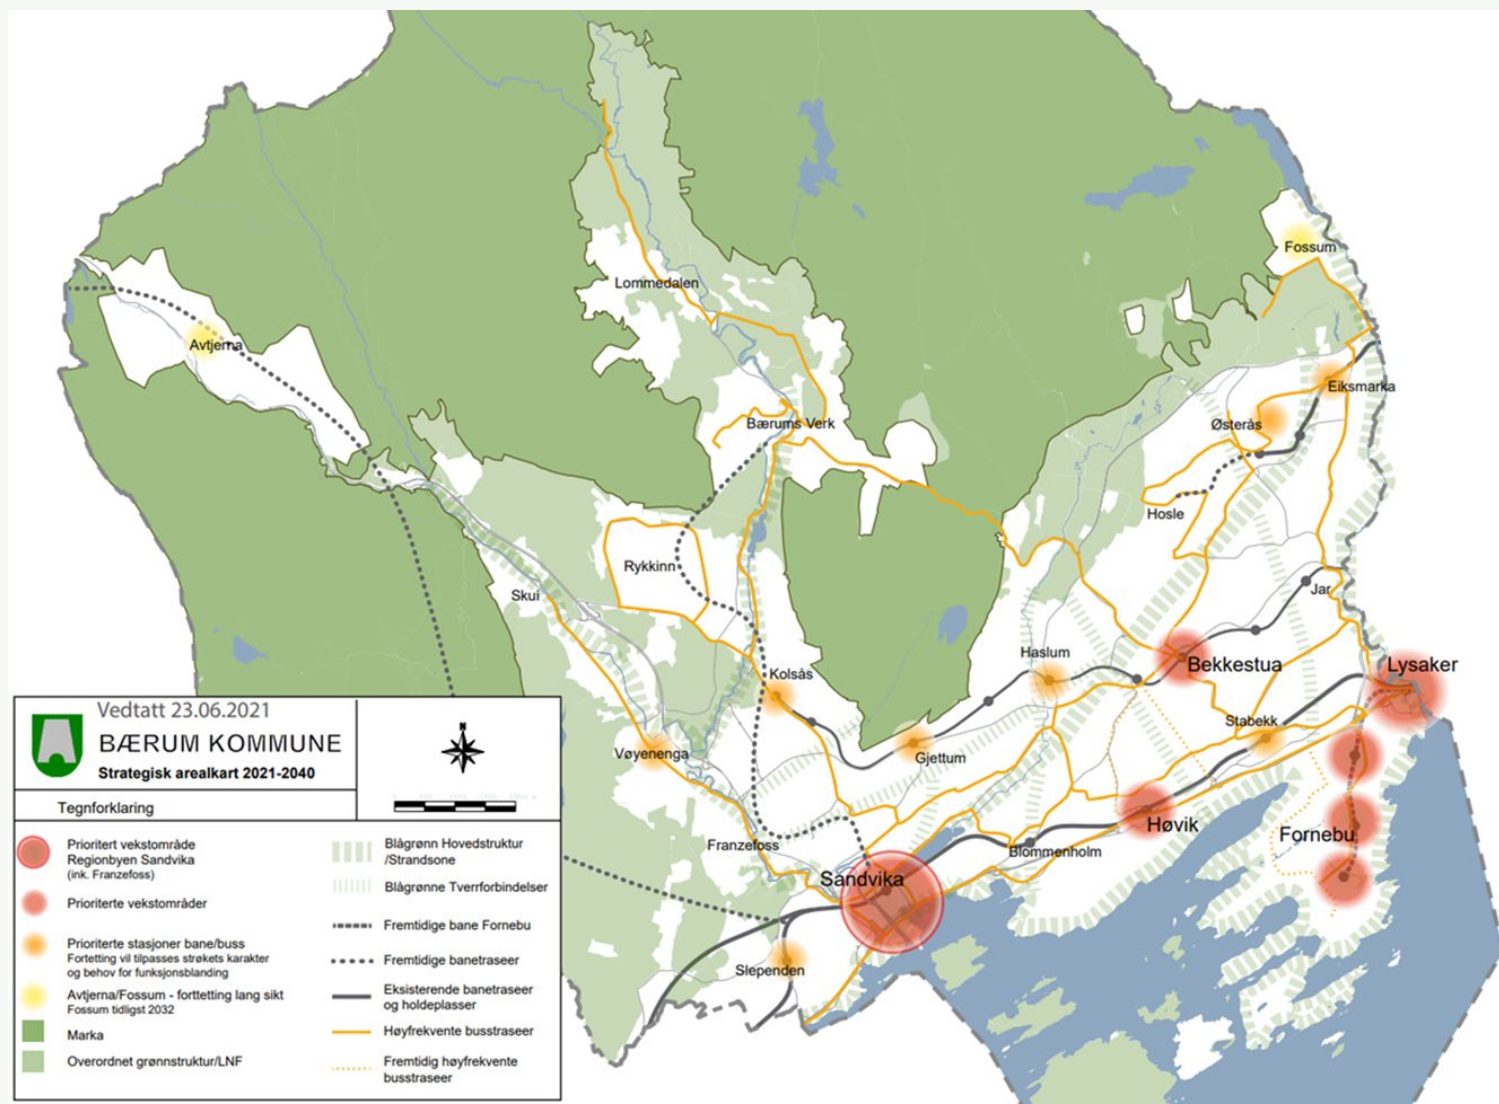 Fossum
Lommedalen
Avtjerna
Eiksmarka
Østerås
Bærums Verk
Hosle
Rykkinn
Skui
Jar
Haslum
Bekkestua
Lysaker
Kolsås
Stabekk
Vøyenenga
Gjettum
Høvik
Fornebu
Franzefoss
Blommenholm
Sandvika
Slependen
Vedtatt 23.06.2021
BÆRUM KOMMUNE
Strategisk arealkart 2021-2040
N
Tegnforklaring
Prioritert vekstområde
Regionbyen Sandvika
(ink. Franzefoss)
Prioriterte vekstområder
Prioriterte stasjoner bane/buss
Fortetting vil tilpasses strøkets karakter
og behov for funksjonsblanding
Avtjerna/Fossum - forttetting lang sikt
Fossum tidligst 2032
Marka
Overordnet grønnstruktur/LNF
Blågrønn Hovedstruktur
/Strandsone
Blågrønne Tverrforbindelser
Fremtidige bane Fornebu
Fremtidige banetraseer
Eksisterende banetraseer
og holdeplasser
Høyfrekvente busstraseer
Fremtidig høyfrekvente
busstraseer